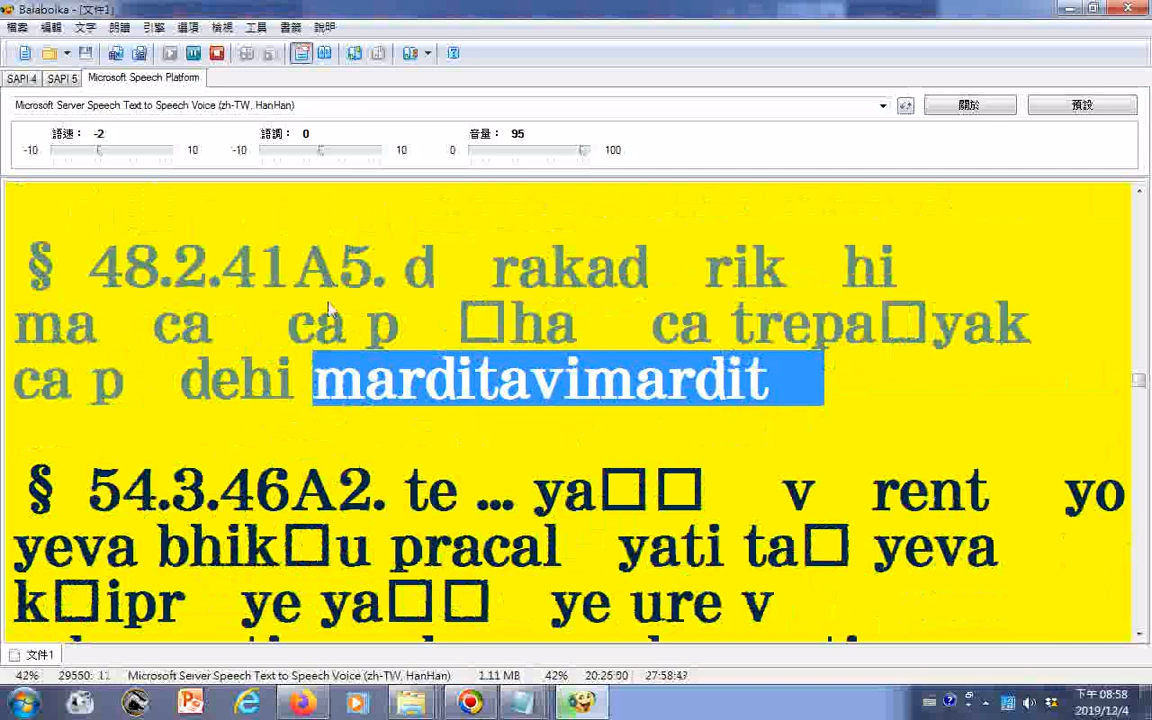 Balabolka - [文件1]
檔案 編輯 文字 朗讀 引擎 選項 檢視 工具 書籤 說明
SAPI 4 SAPI 5 Microsoft Speech Platform
Microsoft Server Speech Text to Speech Voice (zh-TW, HanHan) 關於 預設
語速： -2 語調： 0 音量： 95
-10 10 -10 10 0 100
§ 48.2.41A5. d rakad rik hi
ma ca ca p □ha ca trepa□yak
ca p dehi marditavimardit
§ 54.3.46A2. te ... ya□□ v rent yo
yeva bhik□u pracal yati ta□ yeva
k□ipr ye ya□□ ye ure v
文件1
42% 29550: 11 Microsoft Server Speech Text to Speech Voice (zh-TW, HanHan) 1.11 MB 42% 20:25:30 27:58:47
下午 08:58
2019/12/4